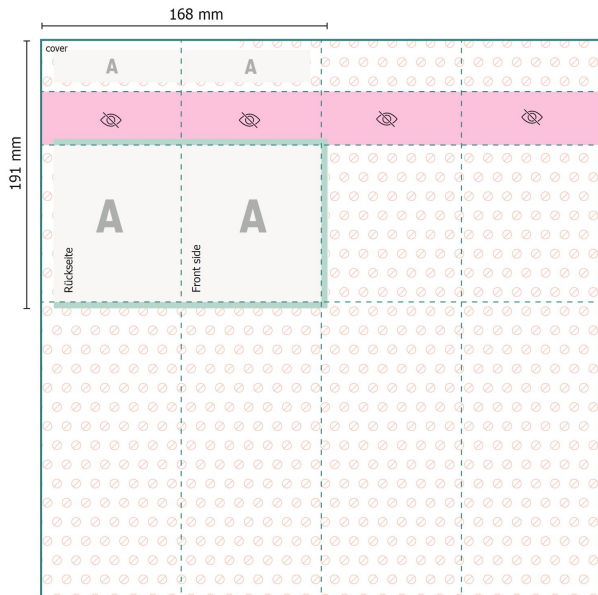 168 mm
cover
A A
191 mm
A A
Rückseite
Front side